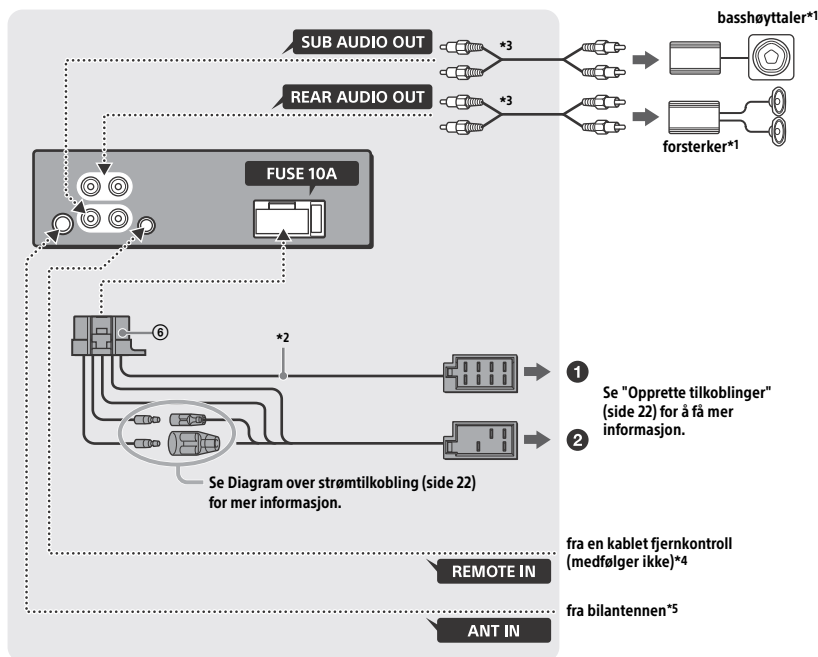 basshøyttaler*1
SUB AUDIO OUT
*3
REAR AUDIO OUT
*3
forsterker*1
FUSE 10A
⑥
*2
❶
Se "Opprette tilkoblinger"
(side 22) for å få mer
informasjon.
❷
Se Diagram over strømtilkobling (side 22)
for mer informasjon.
fra en kablet fjernkontroll
(medfølger ikke)*4
REMOTE IN
fra bilantennen*5
ANT IN